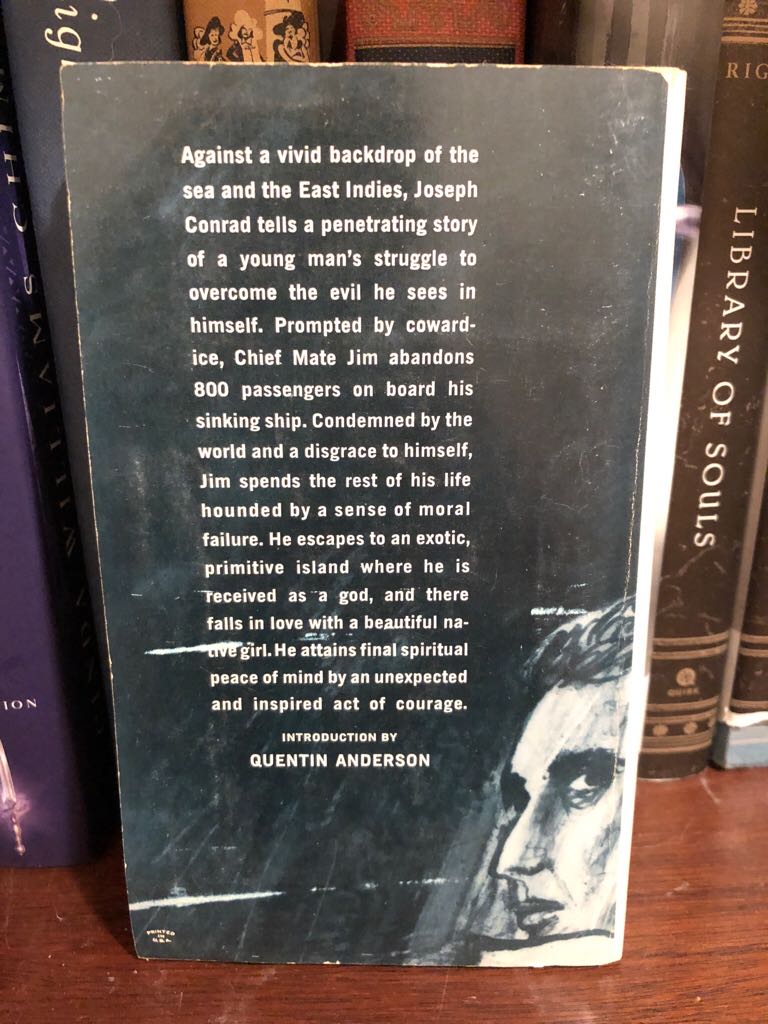 Against a vivid backdrop of the
sea and the East Indies, Joseph
Conrad tells a penetrating story
of a young man's struggle to
overcome the evil he sees in
himself. Prompted by coward-
ice, Chief Mate Jim abandons
800 passengers on board his
sinking ship. Condemned by the
world and a disgrace to himself,
Jim spends the rest of his life
hounded by a sense of moral
failure. He escapes to an exotic,
primitive island where he is
received as a god, and there
falls in love with a beautiful na-
tive girl. He attains final spiritual
peace of mind by an unexpected
and inspired act of courage.
INTRODUCTION BY
QUENTIN ANDERSON
PRINTED
IN
U.S.A.
RIG
LIBRARY OF SOULS
QUIRK
TION